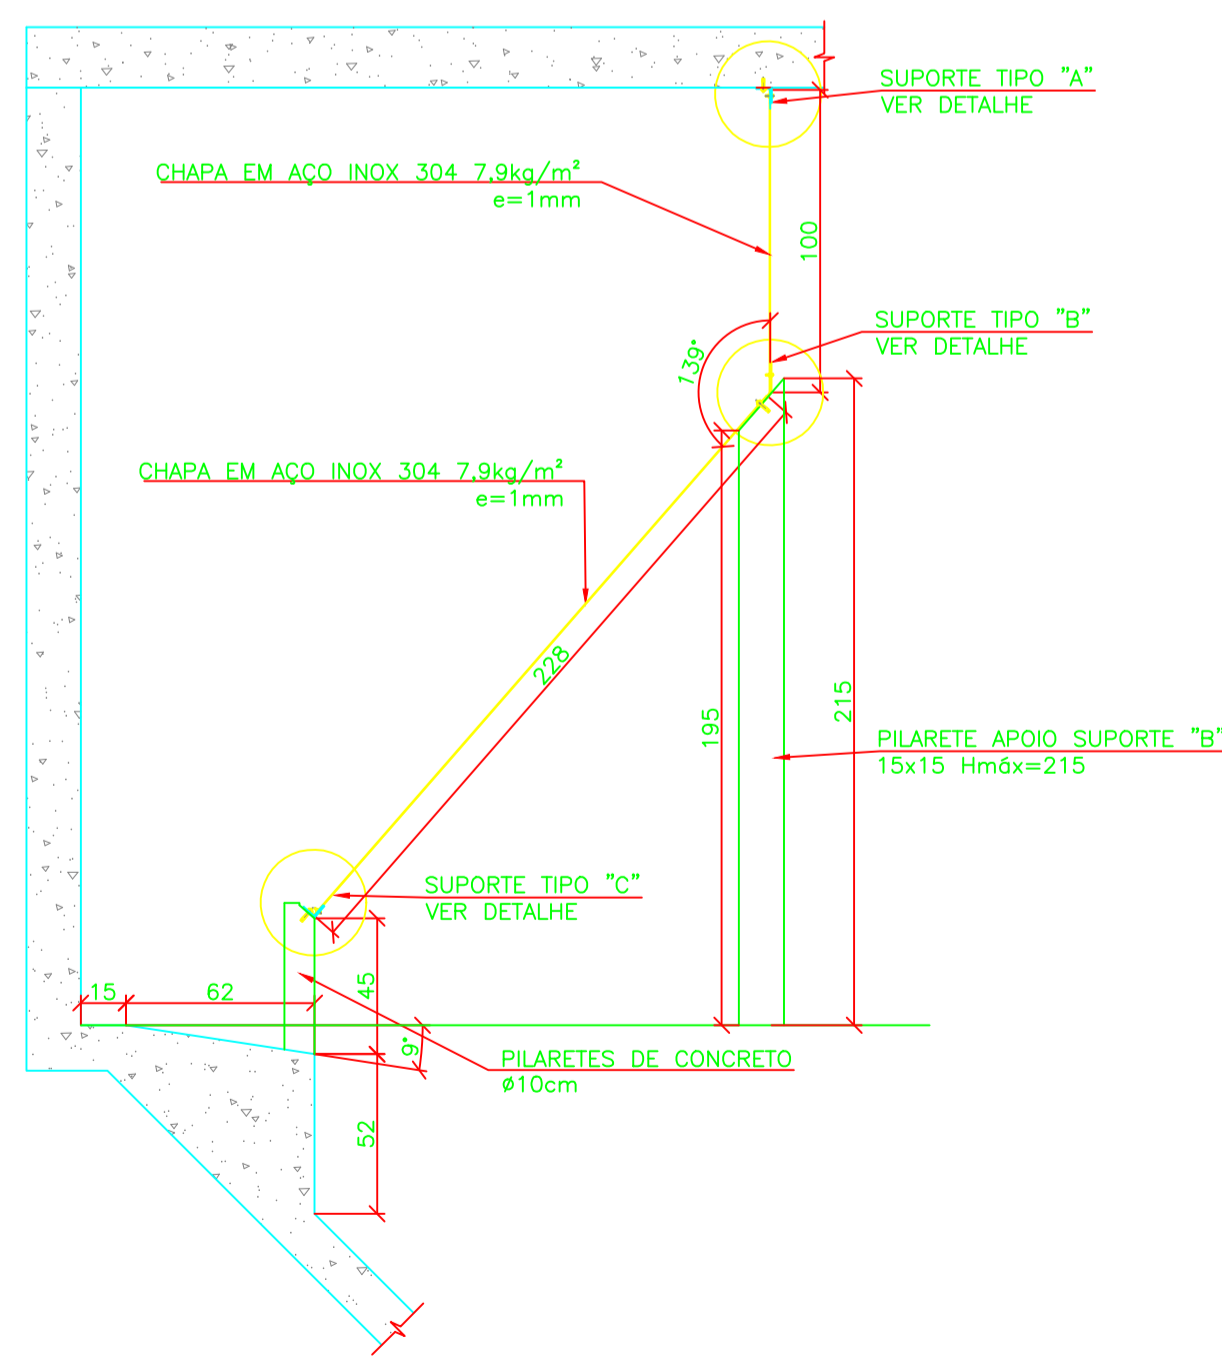 SUPORTE TIPO "A"
VER DETALHE
CHAPA EM AÇO INOX 304 7,9kg/m²
e=1mm
100
SUPORTE TIPO "B"
VER DETALHE
139°
CHAPA EM AÇO INOX 304 7,9kg/m²
e=1mm
228
195
215
PILARETE APOIO SUPORTE "B"
15x15 Hmáx=215
SUPORTE TIPO "C"
VER DETALHE
15
62
45
9°
PILARETES DE CONCRETO
ø10cm
52